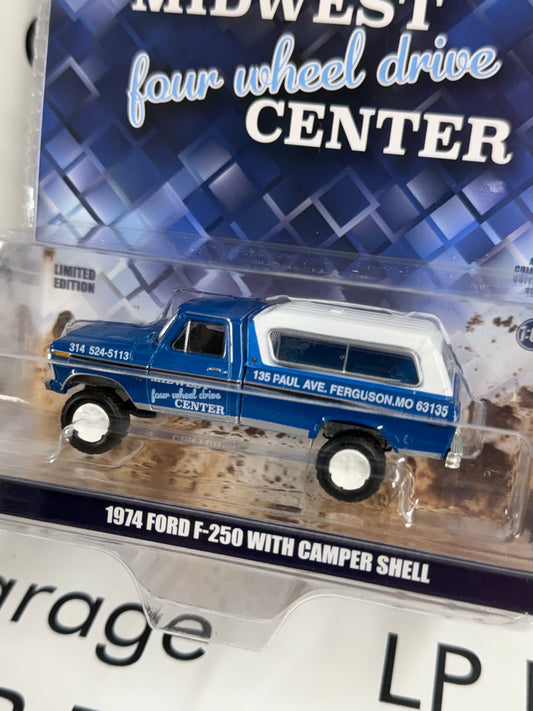 MIDWEST
four wheel drive
CENTER
LIMITED
EDITION
314 524-5113
MIDWEST
four wheel drive
CENTER
135 PAUL AVE. FERGUSON,MO 63135
1974 FORD F-250 WITH CAMPER SHELL
arage
LP